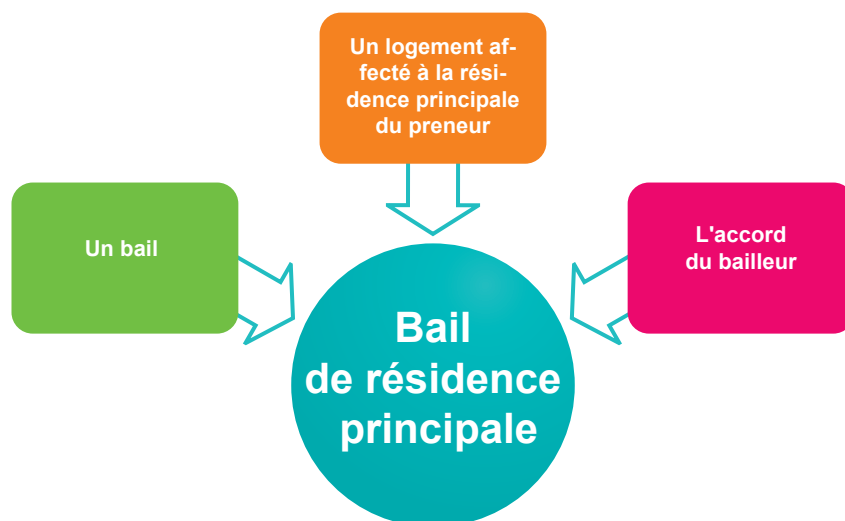 Un logement af-
fecté à la rési-
dence principale
du preneur
Un bail
L'accord
du bailleur
Bail
de résidence
principale